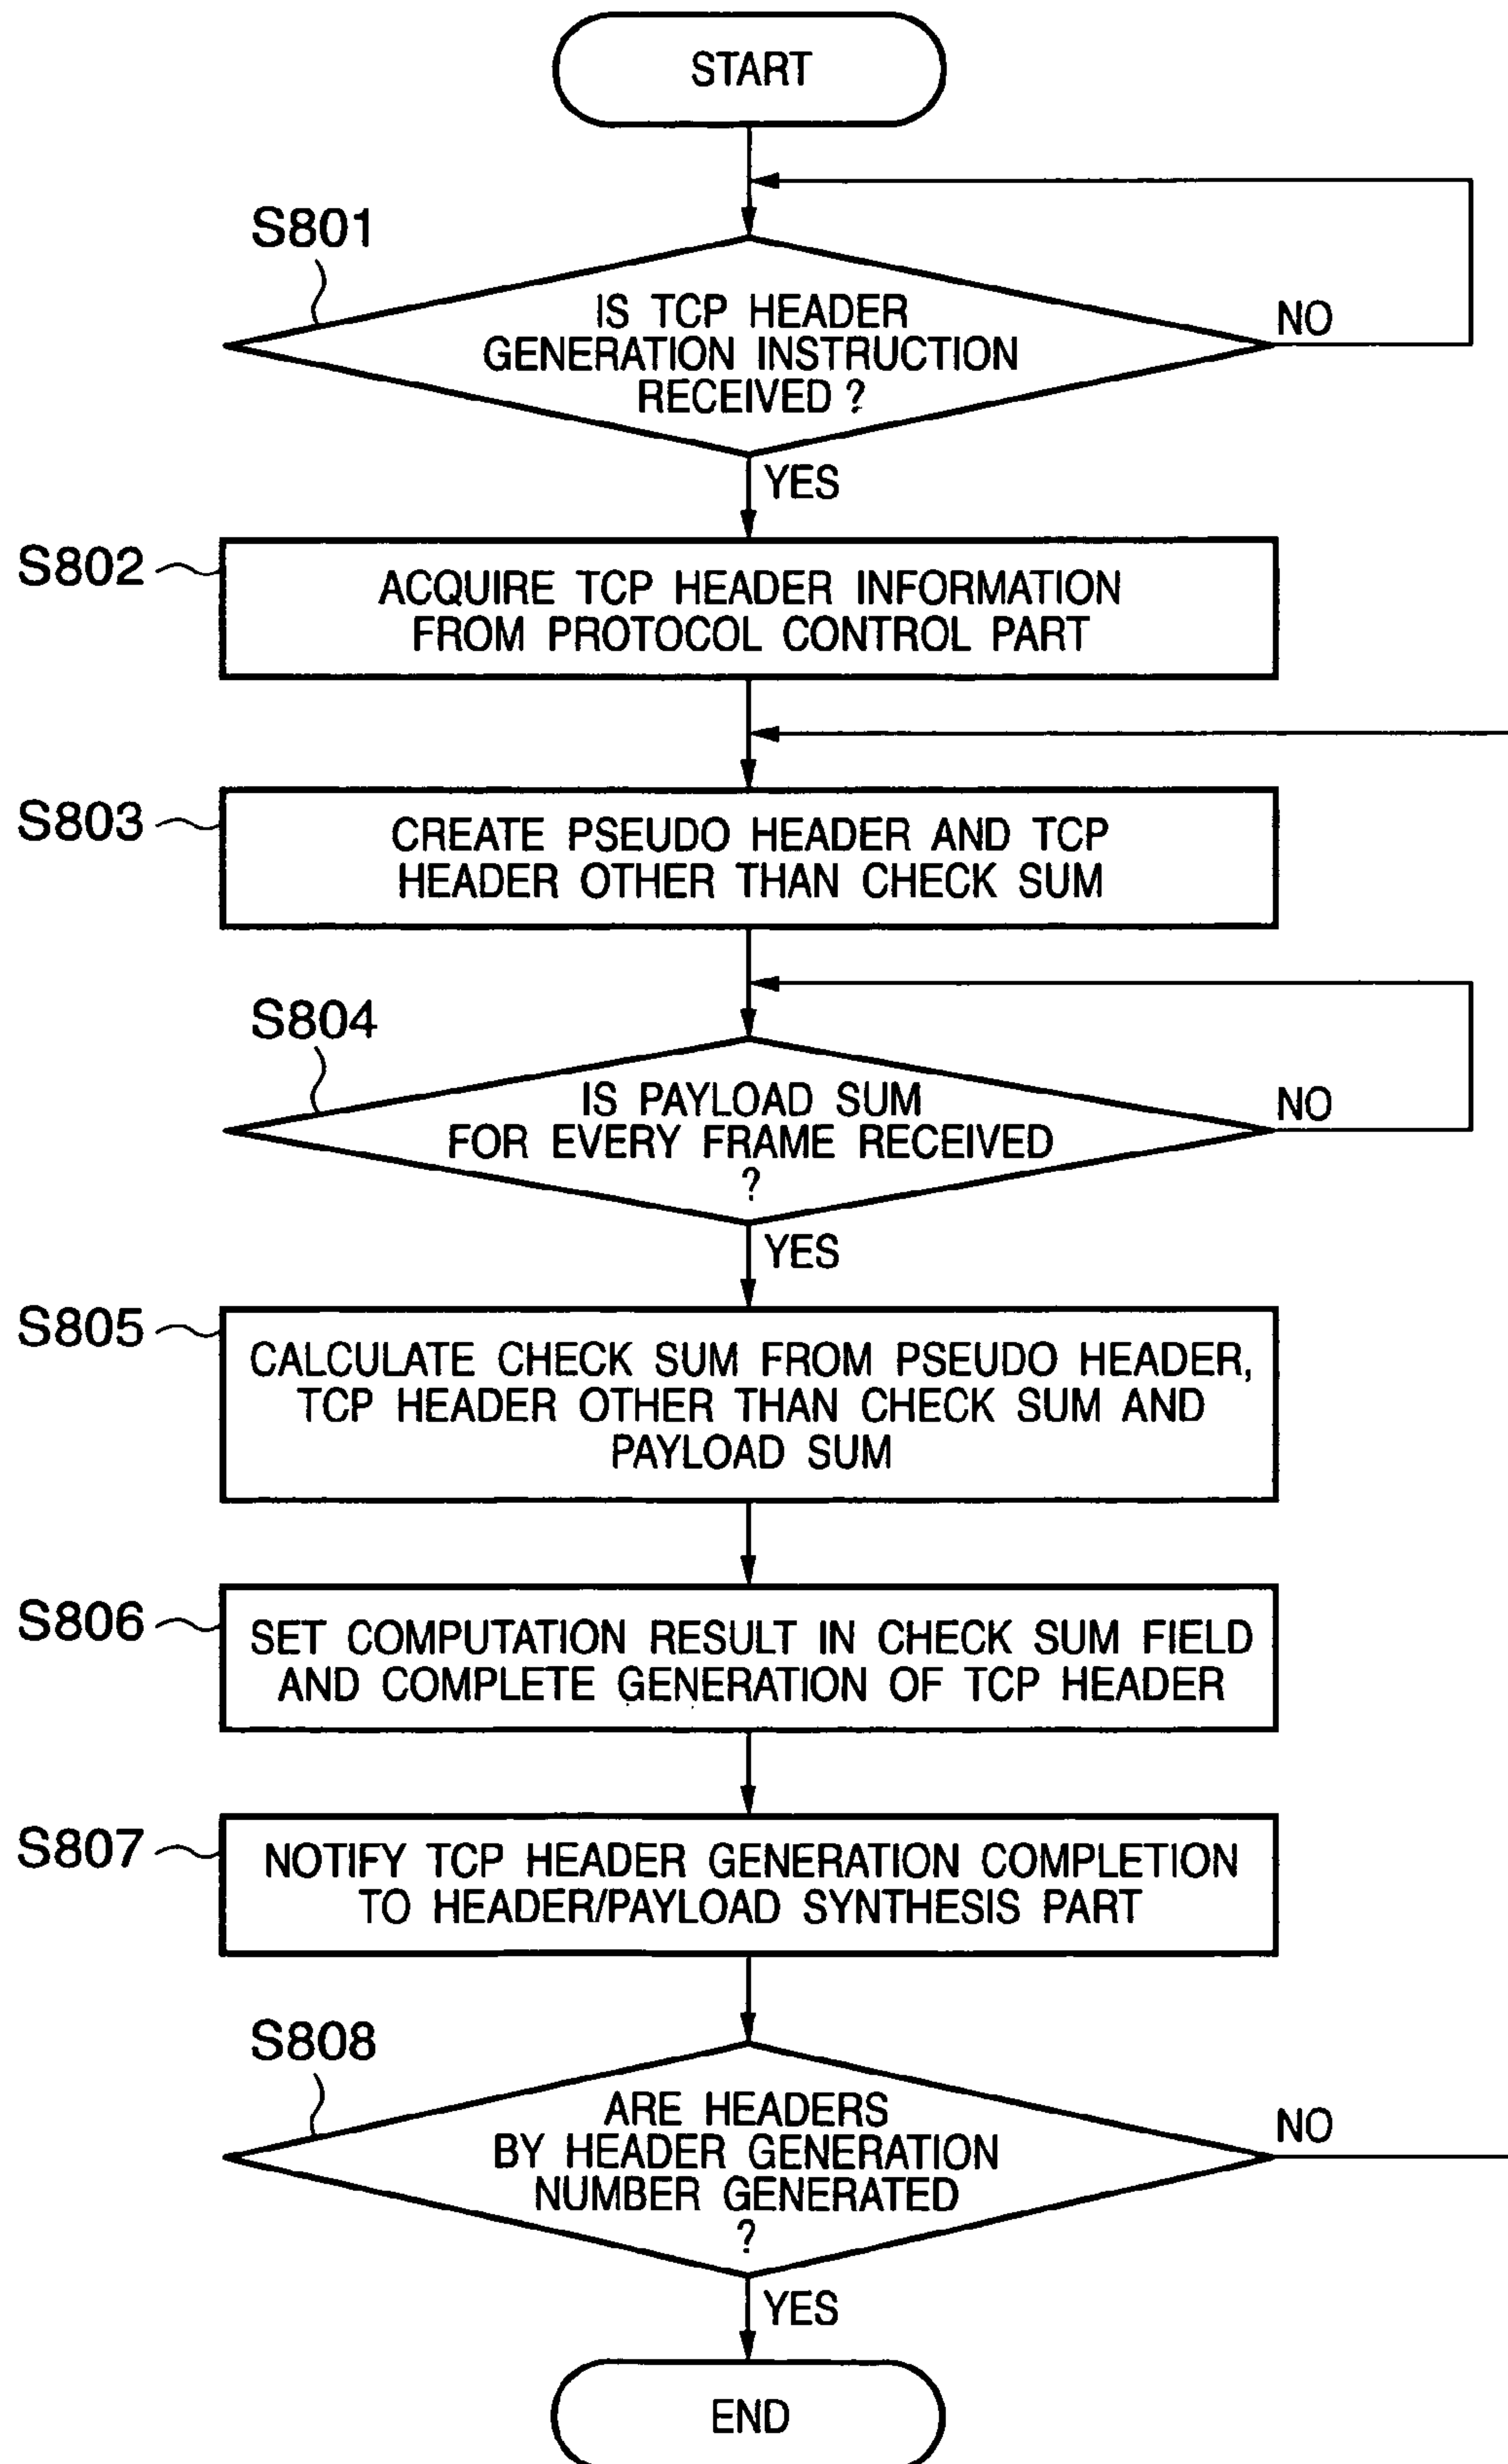 START
S801
IS TCP HEADER
GENERATION INSTRUCTION
RECEIVED ?
NO
YES
S802
ACQUIRE TCP HEADER INFORMATION
FROM PROTOCOL CONTROL PART
S803
CREATE PSEUDO HEADER AND TCP
HEADER OTHER THAN CHECK SUM
S804
IS PAYLOAD SUM
FOR EVERY FRAME RECEIVED
?
NO
YES
S805
CALCULATE CHECK SUM FROM PSEUDO HEADER,
TCP HEADER OTHER THAN CHECK SUM AND
PAYLOAD SUM
S806
SET COMPUTATION RESULT IN CHECK SUM FIELD
AND COMPLETE GENERATION OF TCP HEADER
S807
NOTIFY TCP HEADER GENERATION COMPLETION
TO HEADER/PAYLOAD SYNTHESIS PART
S808
ARE HEADERS
BY HEADER GENERATION
NUMBER GENERATED
?
NO
YES
END